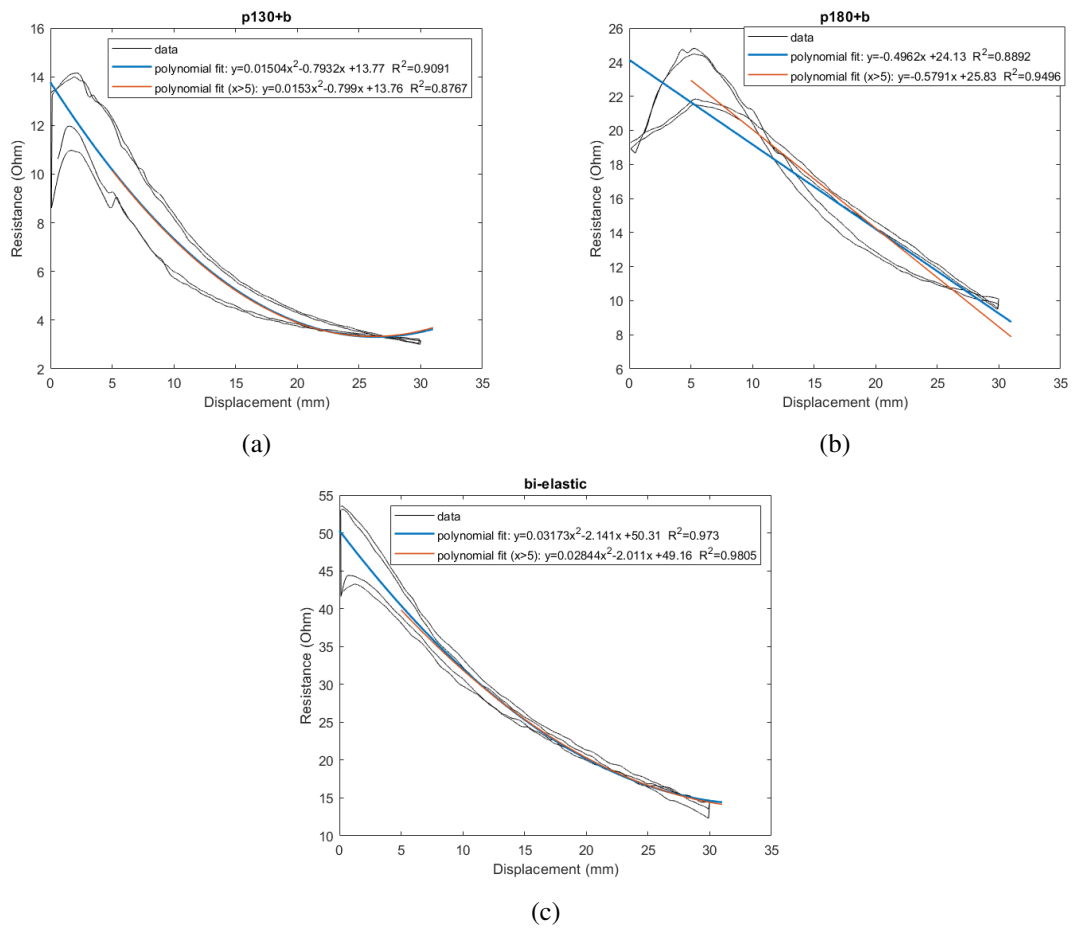 p130+b
16
14
12
10
8
6
4
2
data
polynomial fit: y=0.01504x²-0.7932x +13.77 R²=0.9091
polynomial fit (x>5): y=0.0153x²-0.799x +13.76 R²=0.8767
Resistance (Ohm)
0 5 10 15 20 25 30 35
Displacement (mm)
(a)
p180+b
26
24
22
20
18
16
14
12
10
8
6
data
polynomial fit: y=-0.4962x +24.13 R²=0.8892
polynomial fit (x>5): y=-0.5791x +25.83 R²=0.9496
Resistance (Ohm)
0 5 10 15 20 25 30 35
Displacement (mm)
(b)
bi-elastic
55
50
45
40
35
30
25
20
15
10
data
polynomial fit: y=0.03173x²-2.141x +50.31 R²=0.973
polynomial fit (x>5): y=0.02844x²-2.011x +49.16 R²=0.9805
Resistance (Ohm)
0 5 10 15 20 25 30 35
Displacement (mm)
(c)